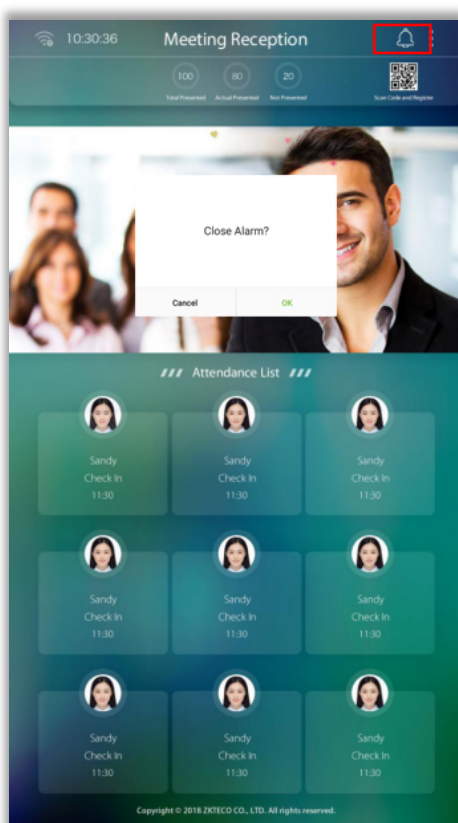 10:30:36 Meeting Reception
100 80 20
Total Presented Actual Presented Not Presented Scan Code and Register
Close Alarm?
Cancel OK
Attendance List
Sandy Sandy Sandy
Check In Check In Check In
11:30 11:30 11:30
Sandy Sandy Sandy
Check In Check In Check In
11:30 11:30 11:30
Sandy Sandy Sandy
Check In Check In Check In
11:30 11:30 11:30
Copyright © 2018 ZKTECO CO., LTD. All rights reserved.